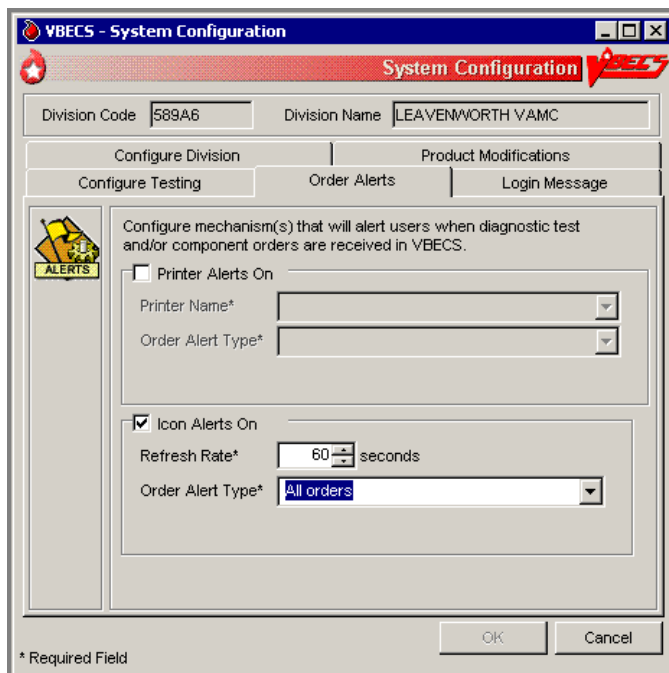 VBECS - System Configuration
System Configuration VBECS
Division Code 589A6 Division Name LEAVENWORTH VAMC
Configure Division Product Modifications
Configure Testing Order Alerts Login Message
ALERTS
Configure mechanism(s) that will alert users when diagnostic test
and/or component orders are received in VBECS.
Printer Alerts On
Printer Name*
Order Alert Type*
Icon Alerts On
Refresh Rate* 60 seconds
Order Alert Type* All orders
OK Cancel
* Required Field